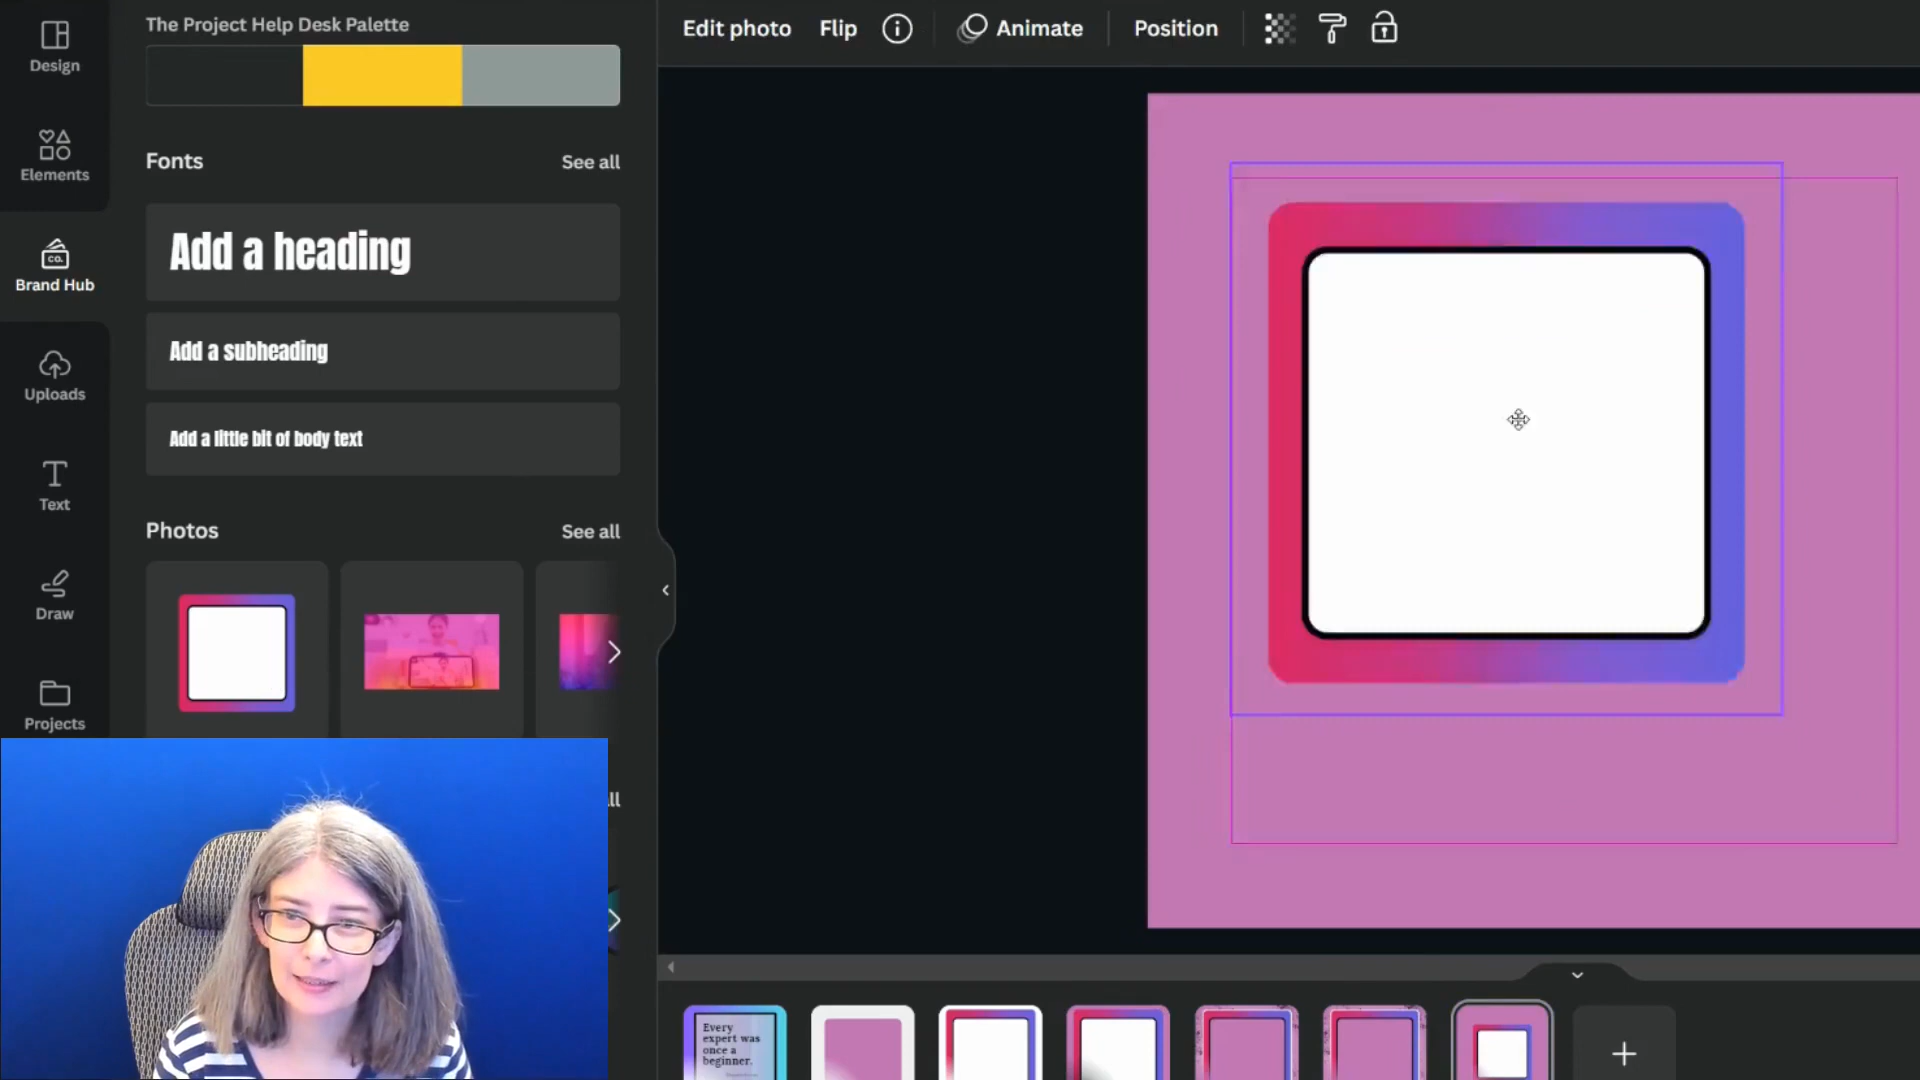 Design
Elements
Brand Hub
CO.
Uploads
Text
Draw
Projects
The Project Help Desk Palette
Fonts
See all
Add a heading
Add a subheading
Add a little bit of body text
Photos
See all
Edit photo
Flip
Animate
Position
Every
expert was
once a
beginner.